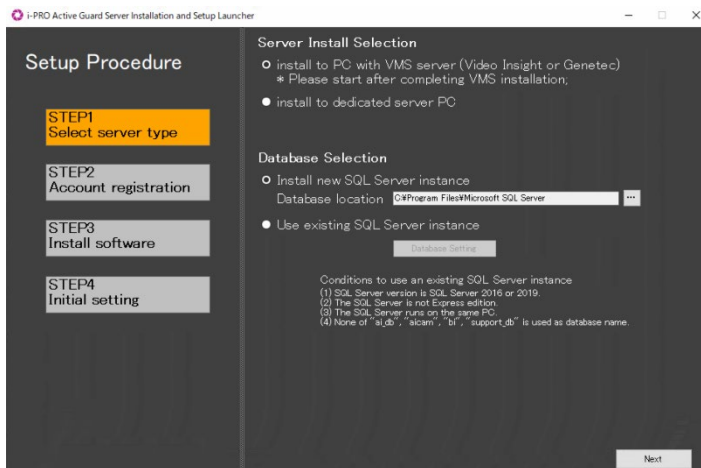 i-PRO Active Guard Server Installation and Setup Launcher
Setup Procedure
STEP1
Select server type
STEP2
Account registration
STEP3
Install software
STEP4
Initial setting
Server Install Selection
install to PC with VMS server (Video Insight or Genetec)
* Please start after completing VMS installation;
install to dedicated server PC
Database Selection
Install new SQL Server instance
Database location C:¥Program Files¥Microsoft SQL Server ...
Use existing SQL Server instance
Database Setting
Conditions to use an existing SQL Server instance
(1) SQL Server version is SQL Server 2016 or 2019.
(2) The SQL Server is not Express edition.
(3) The SQL Server runs on the same PC.
(4) None of "ai_db", "aicam", "bi", "support_db" is used as database name.
Next